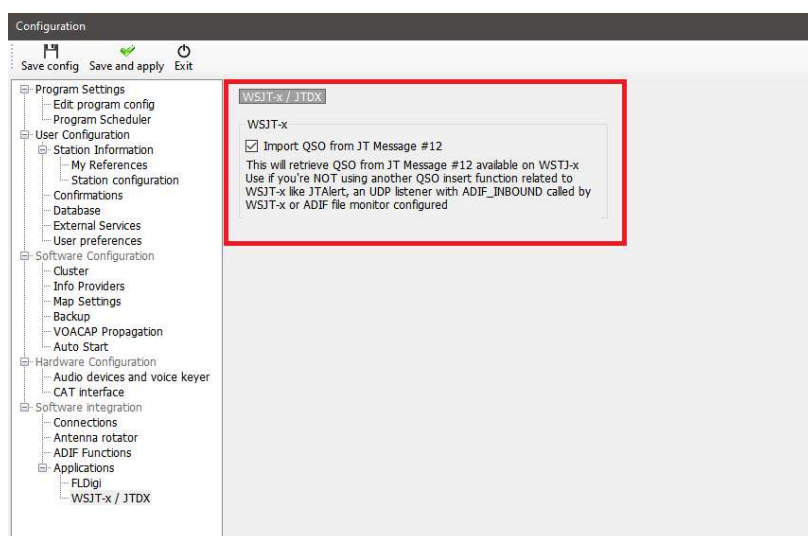 Configuration
Save config Save and apply Exit
Program Settings
Edit program config
Program Scheduler
User Configuration
Station Information
My References
Station configuration
Confirmations
Database
External Services
User preferences
Software Configuration
Cluster
Info Providers
Map Settings
Backup
VOACAP Propagation
Auto Start
Hardware Configuration
Audio devices and voice keyer
CAT interface
Software integration
Connections
Antenna rotator
ADIF Functions
Applications
FLDigi
WSJT-x / JTDX
WSJT-x / JTDX
WSJT-x
Import QSO from JT Message #12
This will retrieve QSO from JT Message #12 available on WSTJ-x
Use if you're NOT using another QSO insert function related to
WSJT-x like JTAlert, an UDP listener with ADIF_INBOUND called by
WSJT-x or ADIF file monitor configured